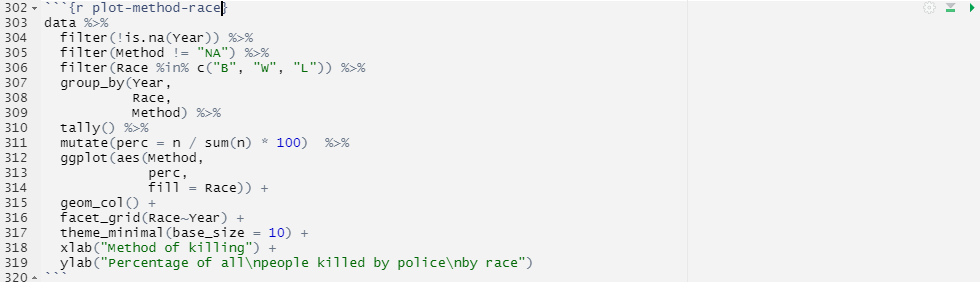 302 ```{r plot-method-race}
303 data %>%
304   filter(!is.na(Year)) %>%
305   filter(Method != "NA") %>%
306   filter(Race %in% c("B", "W", "L")) %>%
307   group_by(Year,
308            Race,
309            Method) %>%
310   tally() %>%
311   mutate(perc = n / sum(n) * 100)  %>%
312   ggplot(aes(Method,
313              perc,
314              fill = Race)) +
315   geom_col() +
316   facet_grid(Race~Year) +
317   theme_minimal(base_size = 10) +
318   xlab("Method of killing") +
319   ylab("Percentage of all\npeople killed by police\nby race")
320 ```